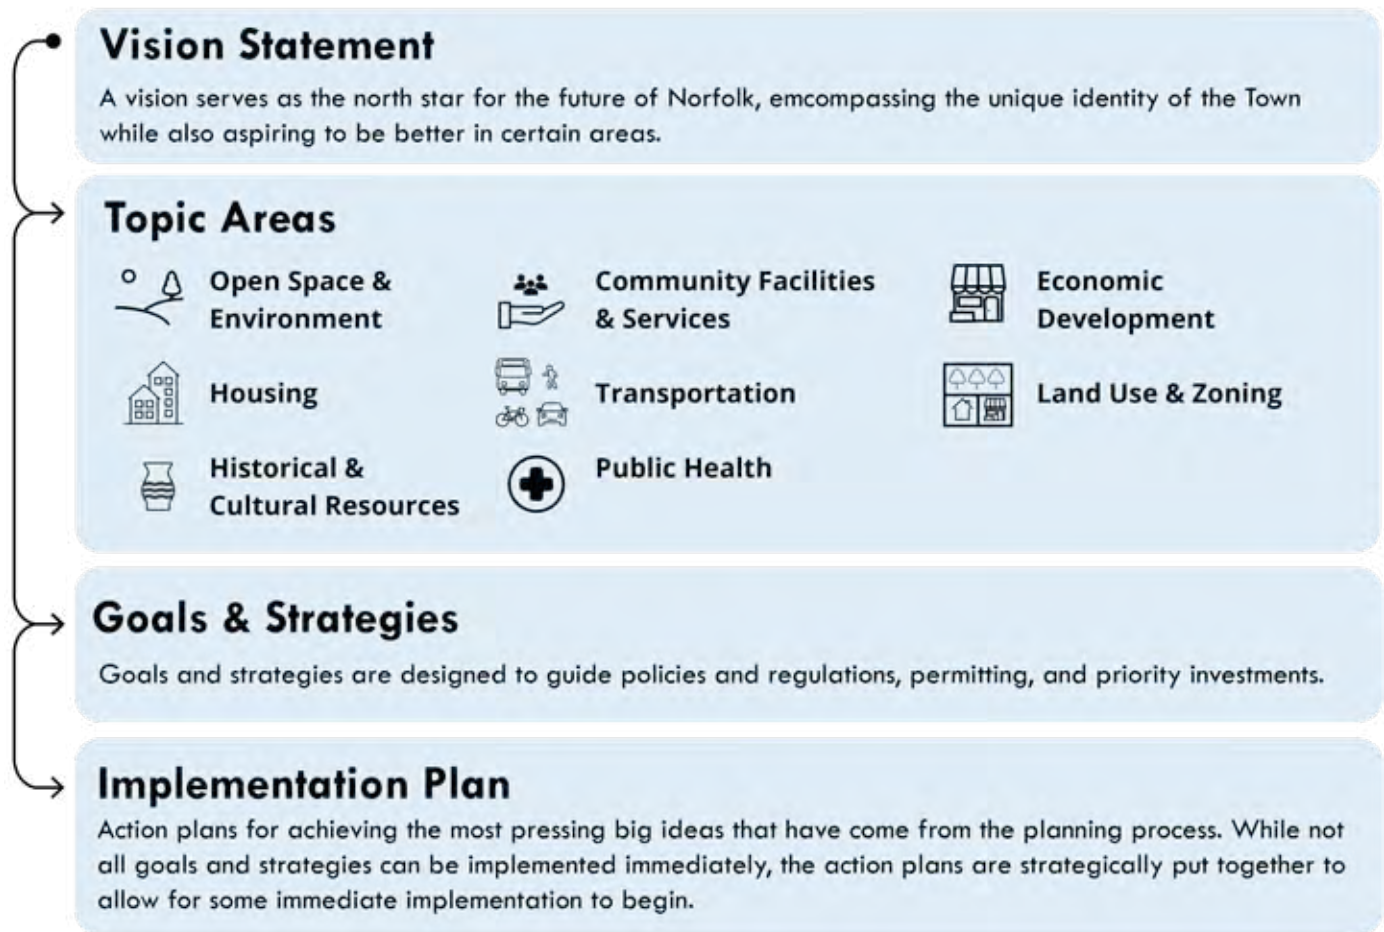 Vision Statement
A vision serves as the north star for the future of Norfolk, emcompassing the unique identity of the Town
while also aspiring to be better in certain areas.
Topic Areas
Open Space &
Environment
Community Facilities
& Services
Economic
Development
Housing
Transportation
Land Use & Zoning
Historical &
Cultural Resources
Public Health
Goals & Strategies
Goals and strategies are designed to guide policies and regulations, permitting, and priority investments.
Implementation Plan
Action plans for achieving the most pressing big ideas that have come from the planning process. While not
all goals and strategies can be implemented immediately, the action plans are strategically put together to
allow for some immediate implementation to begin.